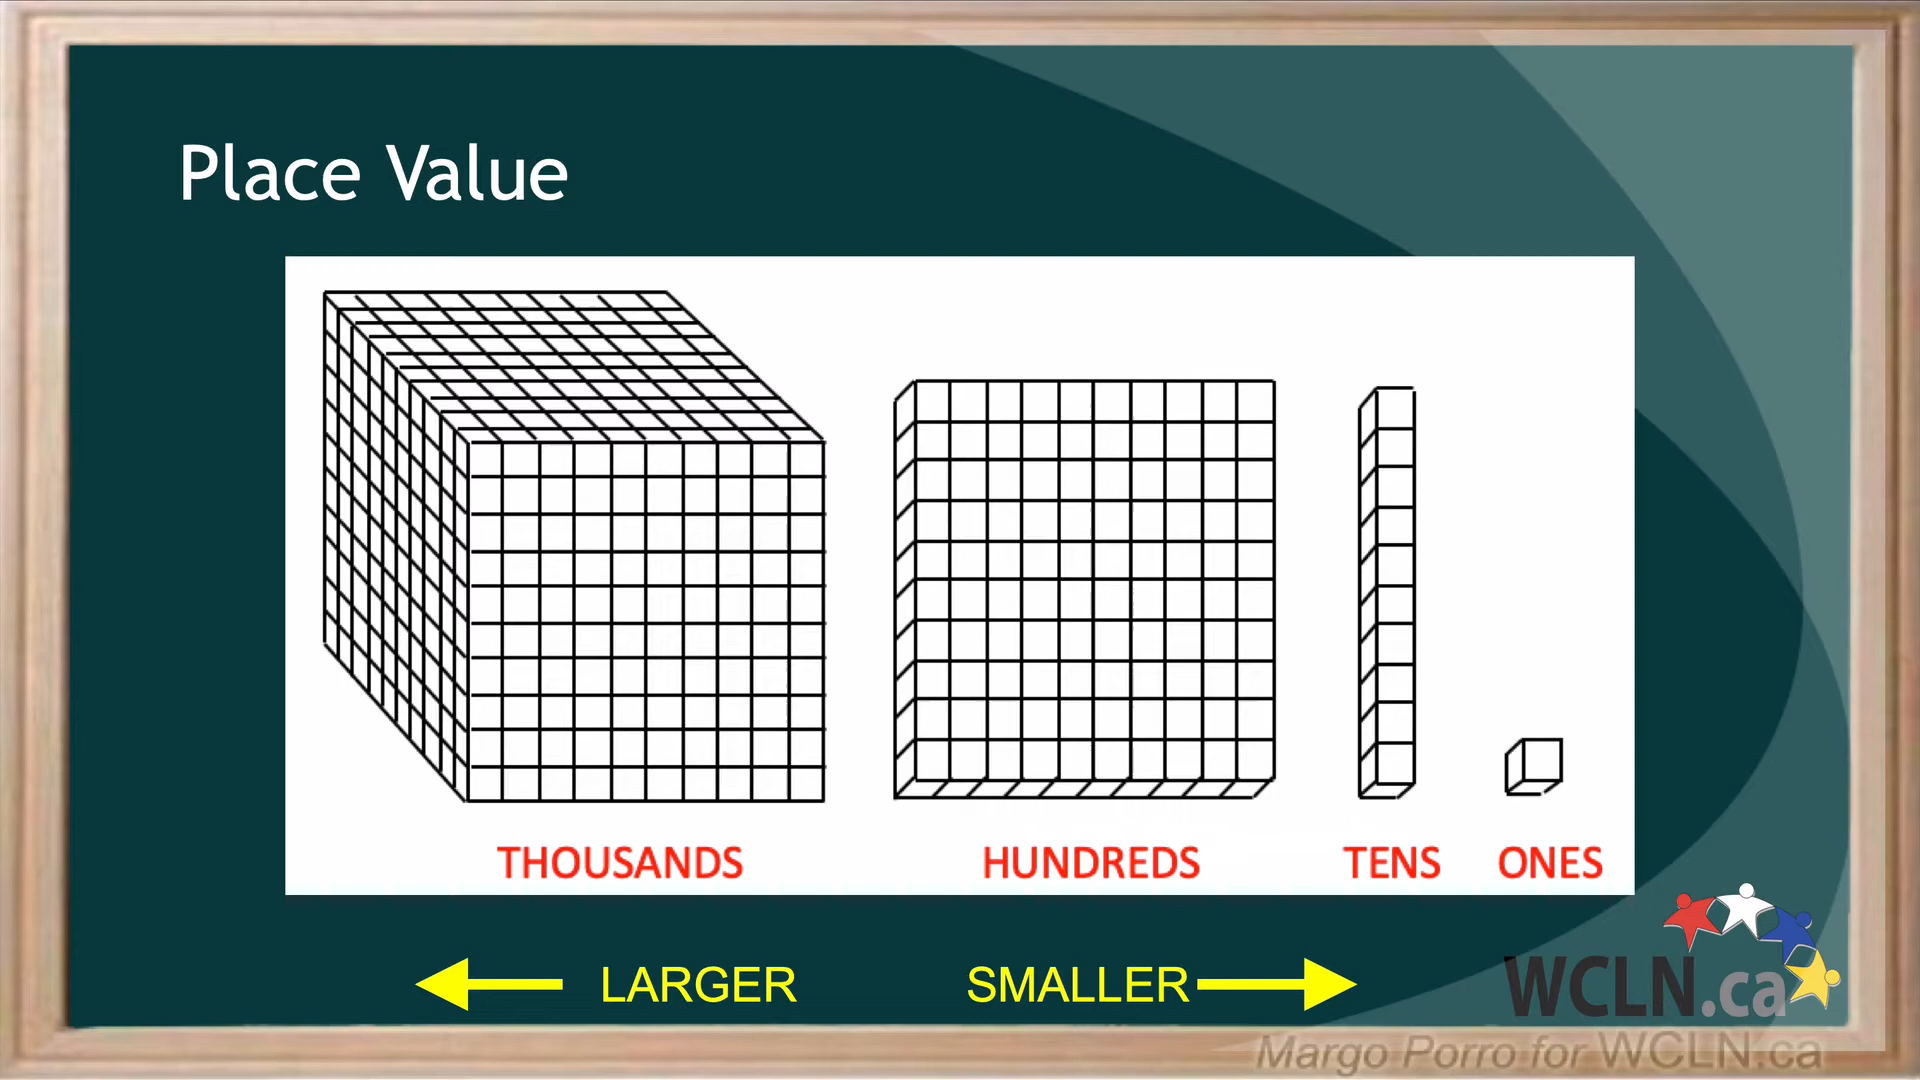 Place Value
THOUSANDS HUNDREDS TENS ONES
LARGER SMALLER
WCLN.ca
Margo Porro for WCLN.ca